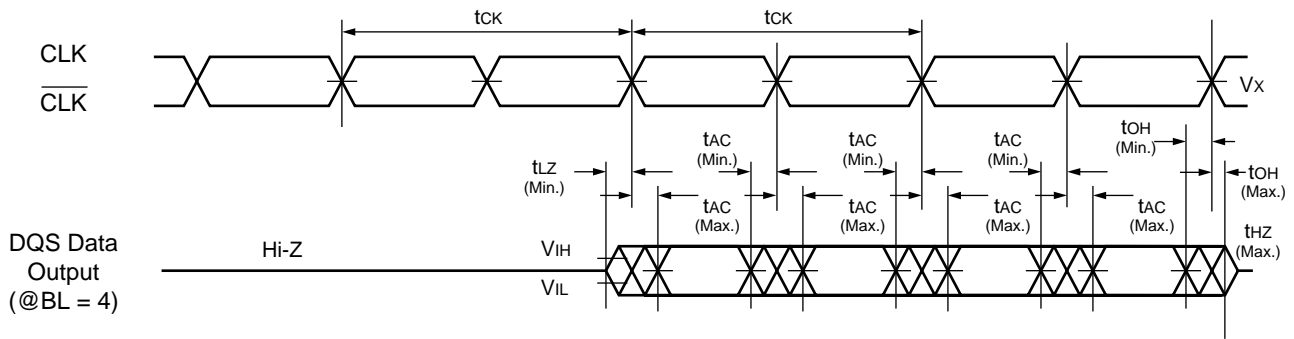 tCK tCK
CLK
CLK
VX
tAC tAC tAC tOH
(Min.) (Min.) (Min.) (Min.)
tLZ tOH
(Min.) (Max.)
tAC tAC tAC tAC
(Max.) (Max.) (Max.) (Max.)
tHZ
(Max.)
DQS Data
Output
(@BL = 4)
Hi-Z
VIH
VIL